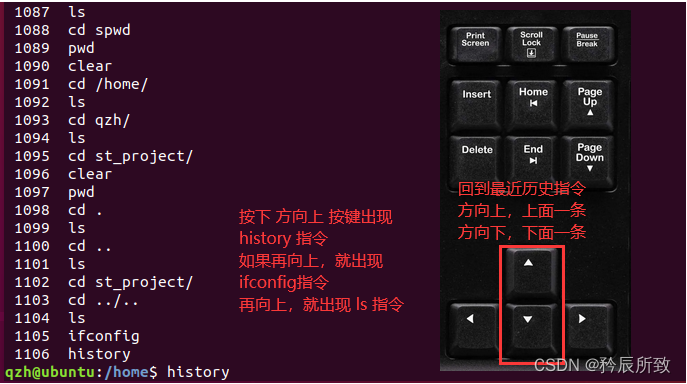 1087 ls
1088 cd spwd
1089 pwd
1090 clear
1091 cd /home/
1092 ls
1093 cd qzh/
1094 ls
1095 cd st_project/
1096 clear
1097 pwd
1098 cd .
1099 ls
1100 cd ..
1101 ls
1102 cd st_project/
1103 cd ../..
1104 ls
1105 ifconfig
1106 history
qzh@ubuntu:/home$ history
按下 方向上 按键出现
history 指令
如果再向上，就出现
ifconfig指令
再向上，就出现 ls 指令
Print Screen
Scroll Lock
Pause Break
Insert
Home
Page Up
Delete
End
Page Down
回到最近历史指令
方向上，上面一条
方向下，下面一条
CSDN @矜辰所致